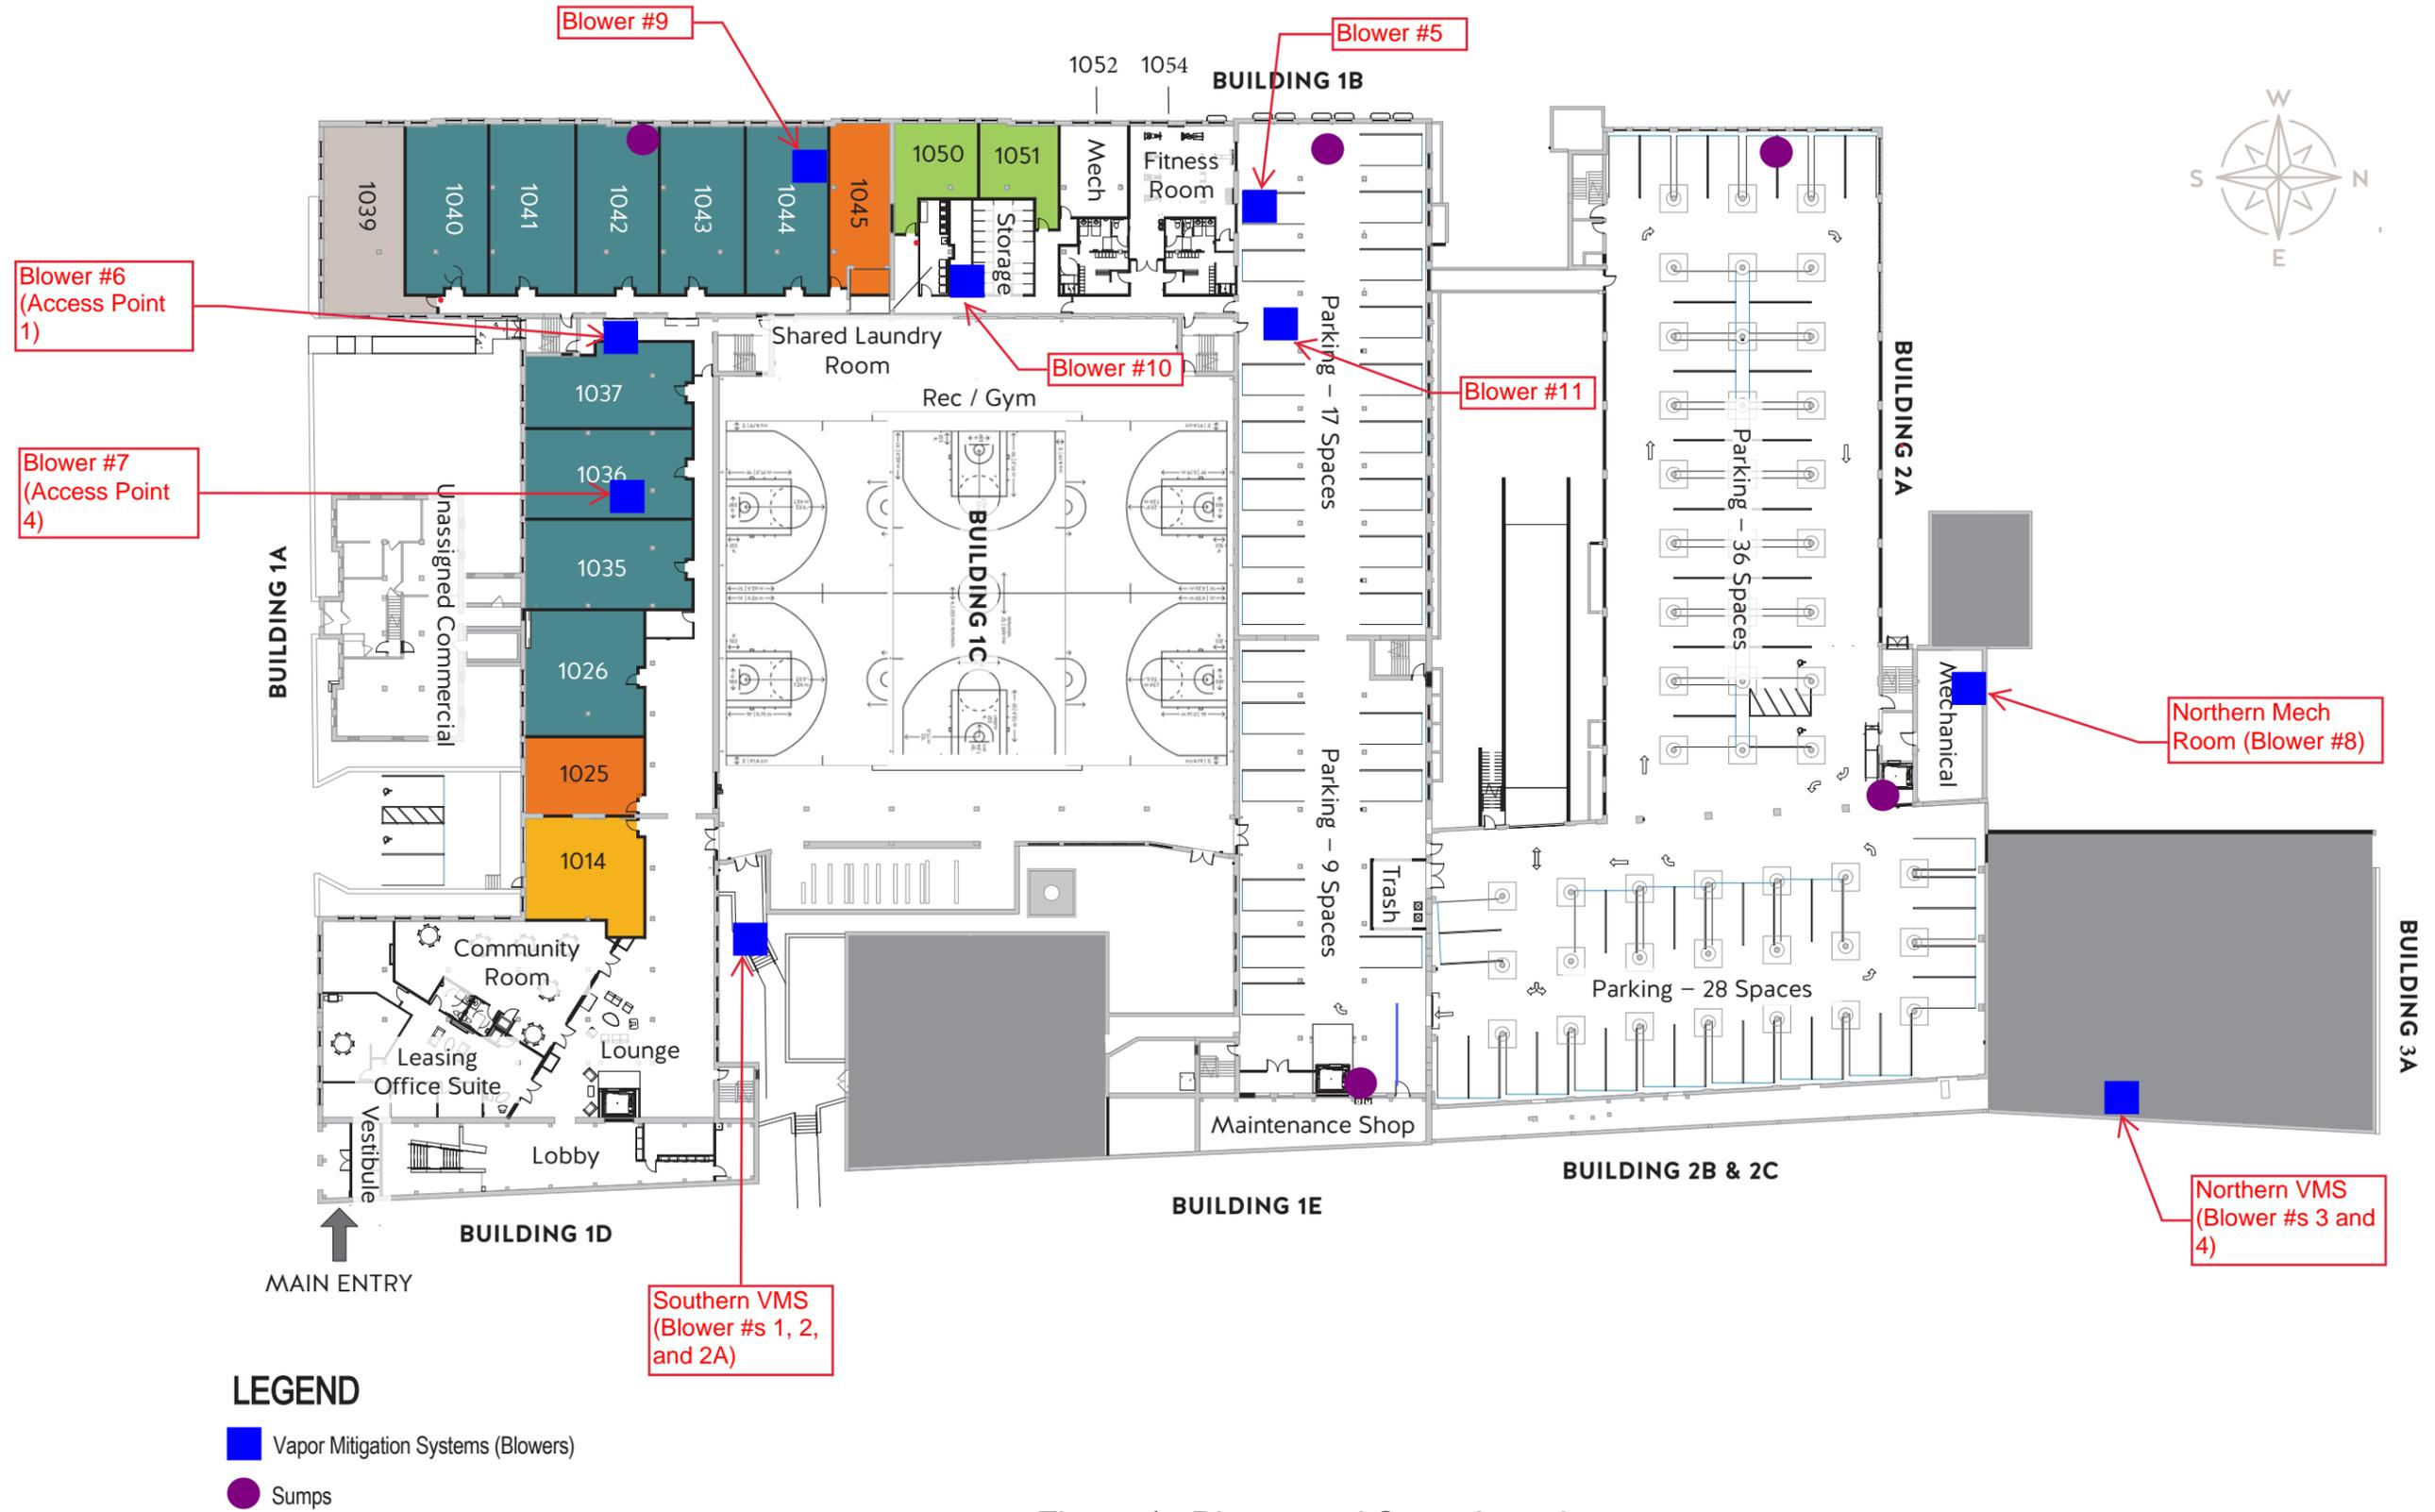 Blower #9
Blower #5
1052
1054
BUILDING 1B
W
S
N
E
1039
1040
1041
1042
1043
1044
1045
1050
1051
Mech
Fitness
Room
Storage
Blower #6
(Access Point
1)
Shared Laundry
Room
Blower #10
Blower #11
Rec / Gym
1037
1036
1035
1026
1025
1014
Blower #7
(Access Point
4)
BUILDING 1A
Unassigned Commercial
BUILDING 1C
Parking – 17 Spaces
Parking – 9 Spaces
Trash
Parking – 36 Spaces
BUILDING 2A
Mechanical
Northern Mech
Room (Blower #8)
Community
Room
Leasing
Office Suite
Lounge
Vestibule
Lobby
Maintenance Shop
Parking – 28 Spaces
BUILDING 3A
BUILDING 2B & 2C
BUILDING 1E
BUILDING 1D
MAIN ENTRY
Northern VMS
(Blower #s 3 and
4)
Southern VMS
(Blower #s 1, 2,
and 2A)
LEGEND
Vapor Mitigation Systems (Blowers)
Sumps